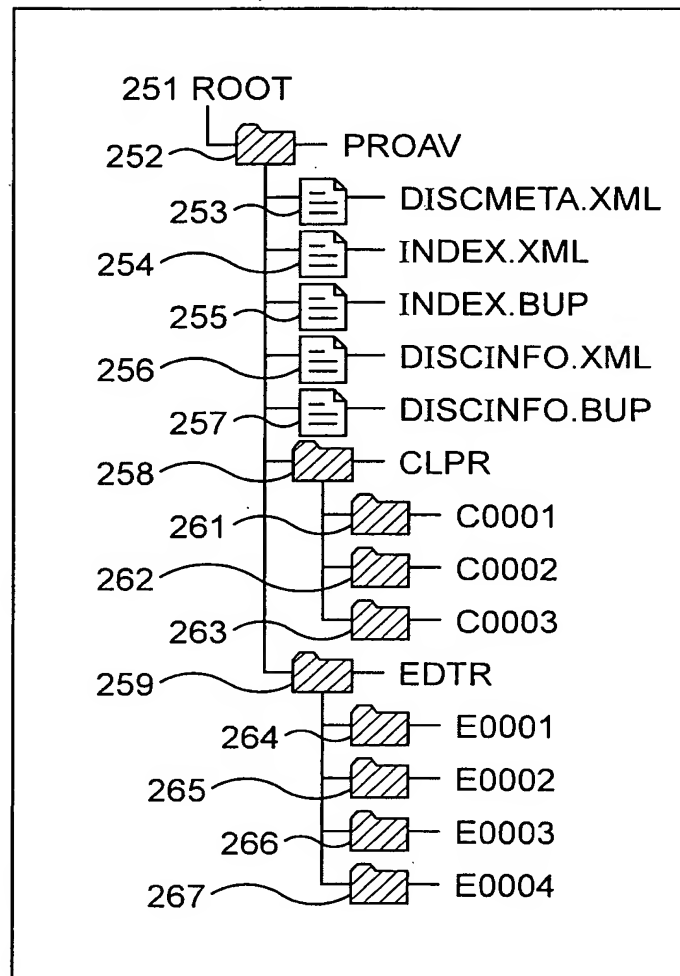 251 ROOT
252 PROAV
253 DISCMETA.XML
254 INDEX.XML
255 INDEX.BUP
256 DISCINFO.XML
257 DISCINFO.BUP
258 CLPR
261 C0001
262 C0002
263 C0003
259 EDTR
264 E0001
265 E0002
266 E0003
267 E0004